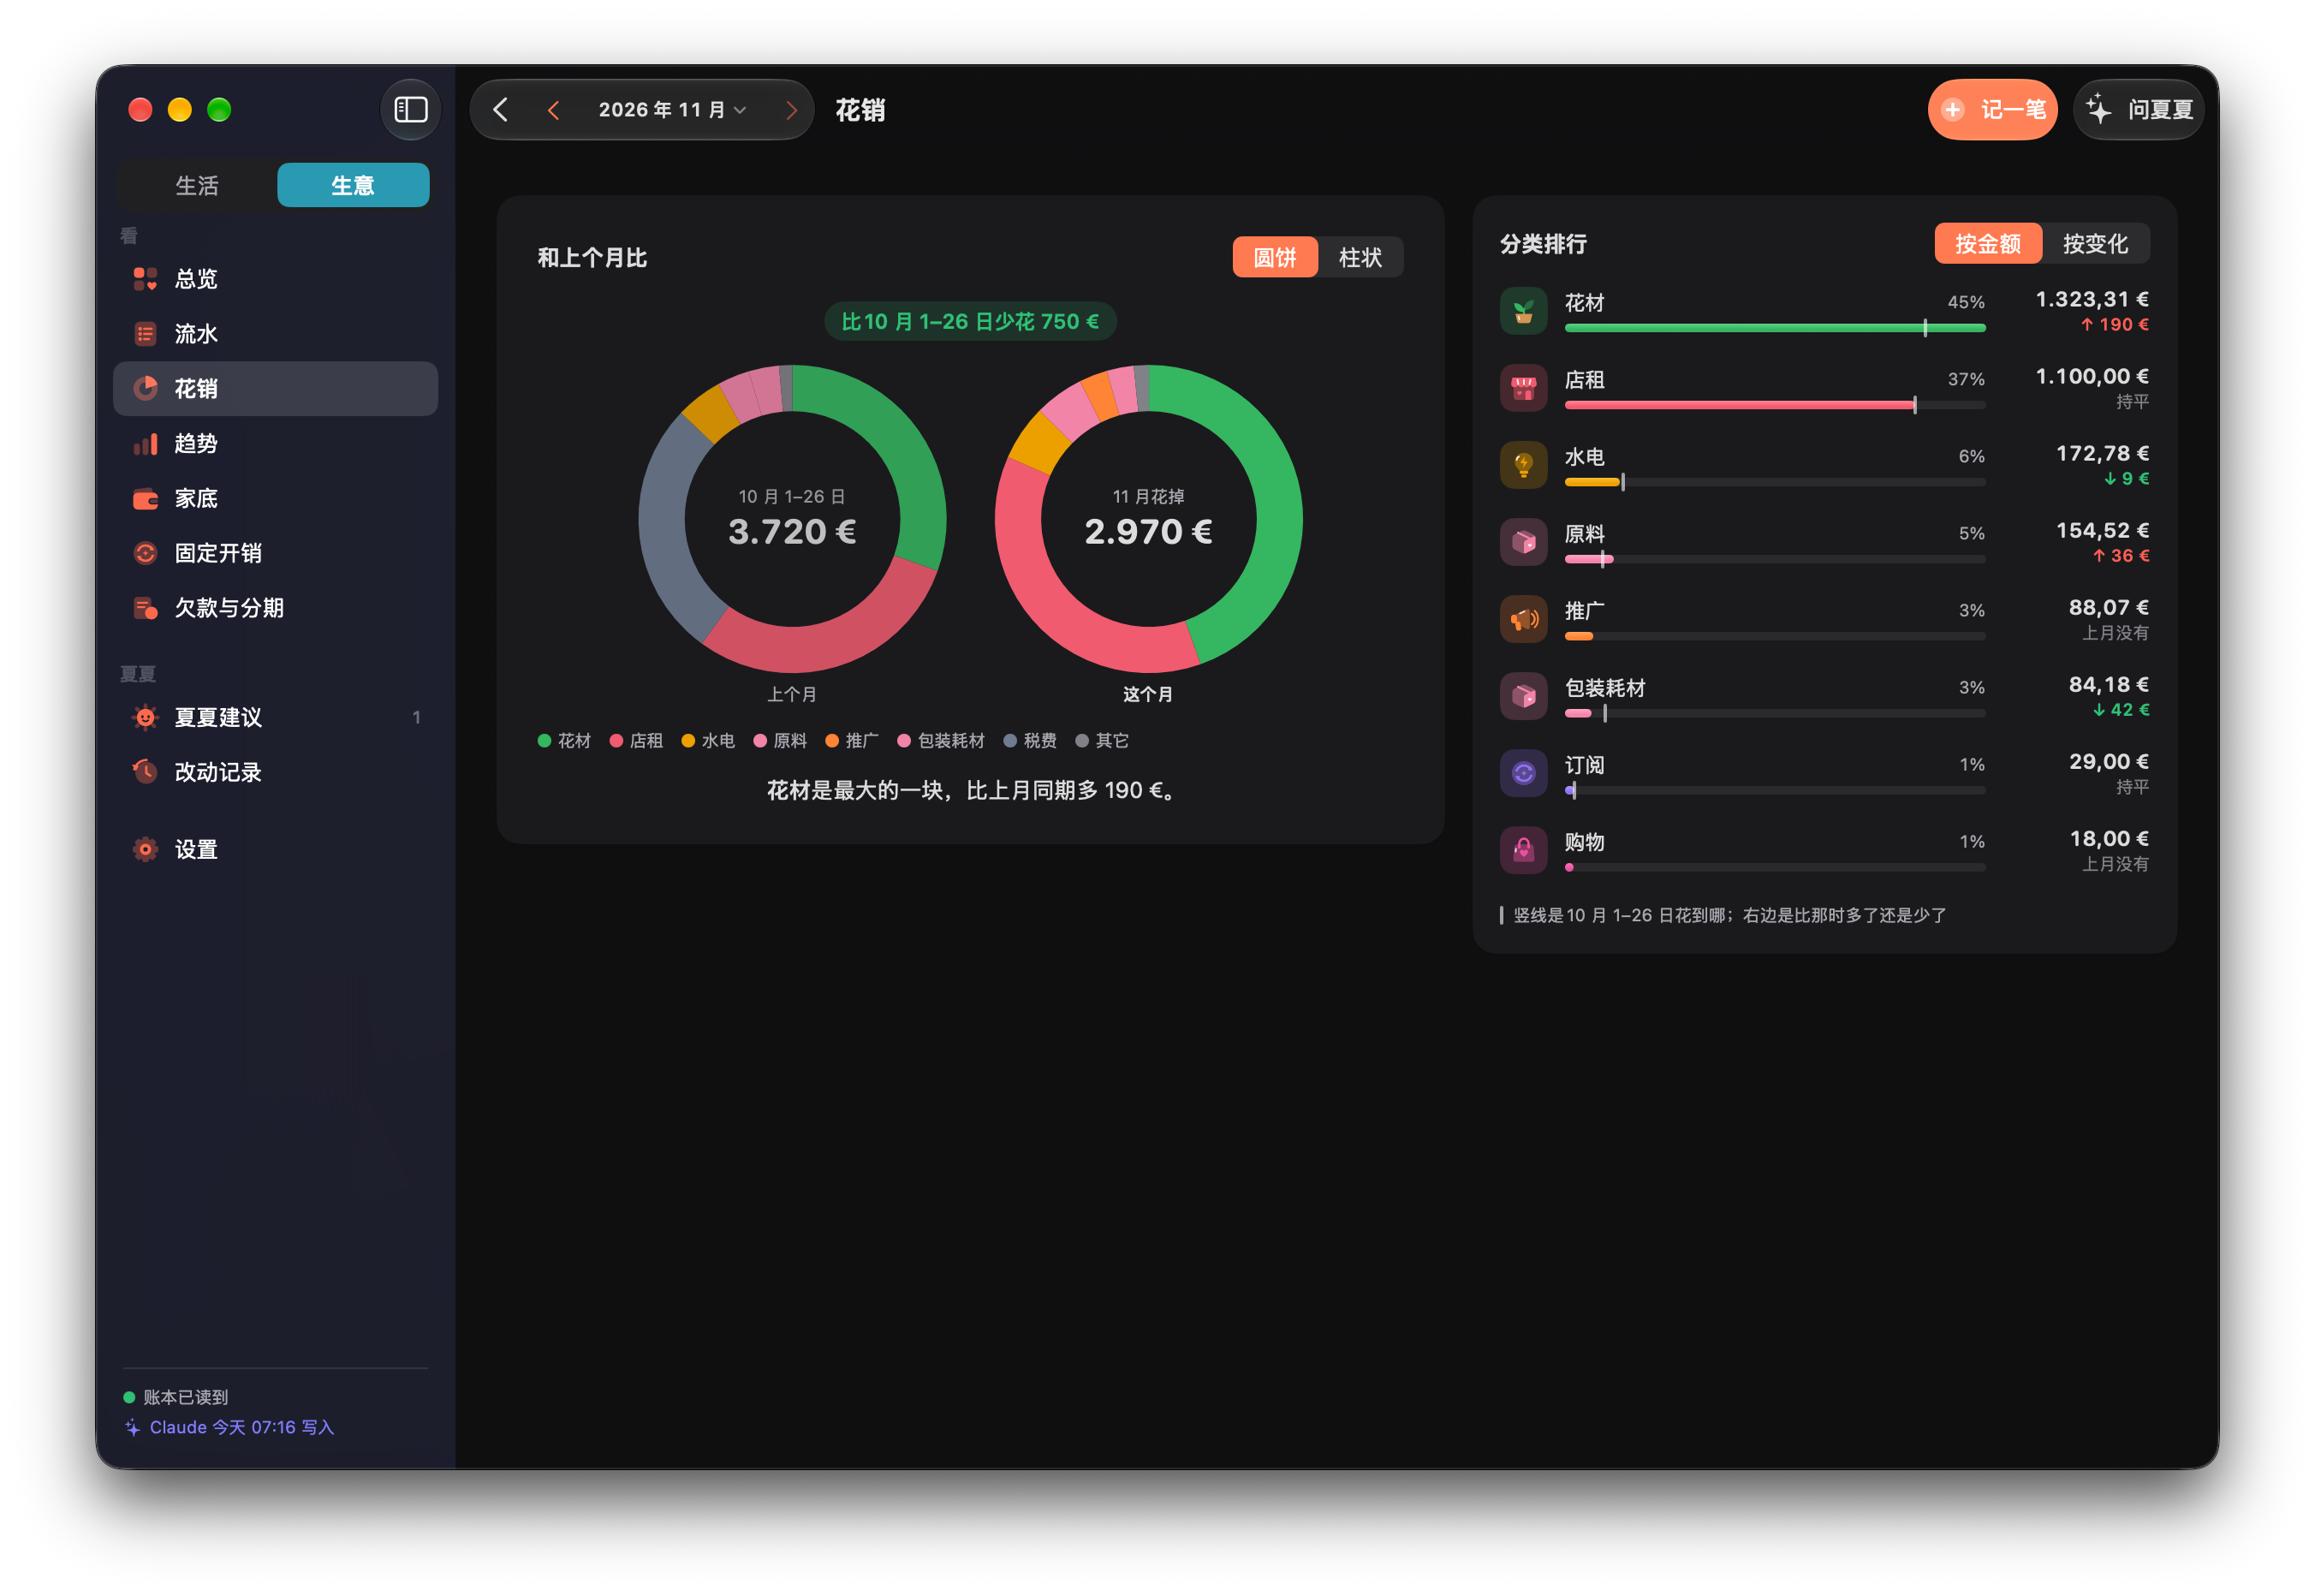 2026 年 11 月
花销
记一笔
问夏夏
生活
生意
看
总览
流水
花销
趋势
家底
固定开销
欠款与分期
夏夏
夏夏建议
1
改动记录
设置
账本已读到
Claude 今天 07:16 写入
和上个月比
圆饼
柱状
比10 月 1–26 日少花 750 €
10 月 1–26 日
3.720 €
上个月
11 月花掉
2.970 €
这个月
花材
店租
水电
原料
推广
包装耗材
税费
其它
花材是最大的一块，比上月同期多 190 €。
分类排行
按金额
按变化
花材
45%
1.323,31 €
↑ 190 €
店租
37%
1.100,00 €
持平
水电
6%
172,78 €
↓ 9 €
原料
5%
154,52 €
↑ 36 €
推广
3%
88,07 €
上月没有
包装耗材
3%
84,18 €
↓ 42 €
订阅
1%
29,00 €
持平
购物
1%
18,00 €
上月没有
竖线是10 月 1–26 日花到哪；右边是比那时多了还是少了